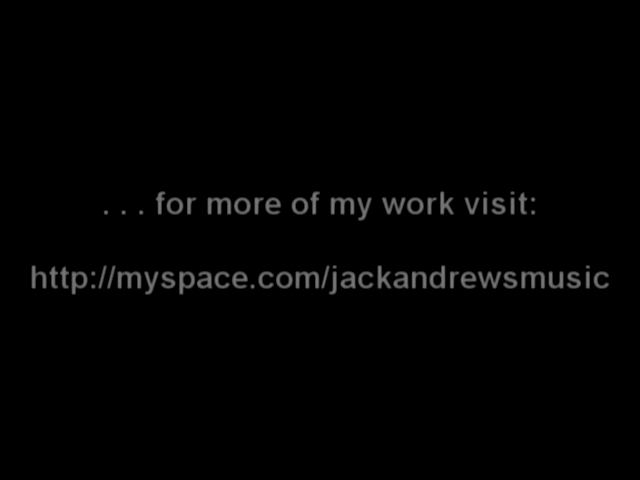 . . . for more of my work visit:
http://myspace.com/jackandrewsmusic